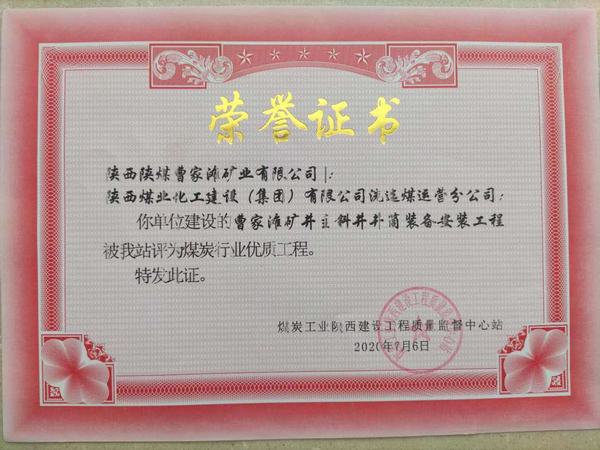 荣誉证书
陕西陕煤曹家滩矿业有限公司：
陕西煤业化工建设（集团）有限公司洗选煤运营分公司：
你单位建设的曹家滩矿井主斜井井筒装备安装工程
被我站评为煤炭行业优质工程。
特发此证。
煤炭工业陕西建设工程质量监督中心站
2020年7月6日